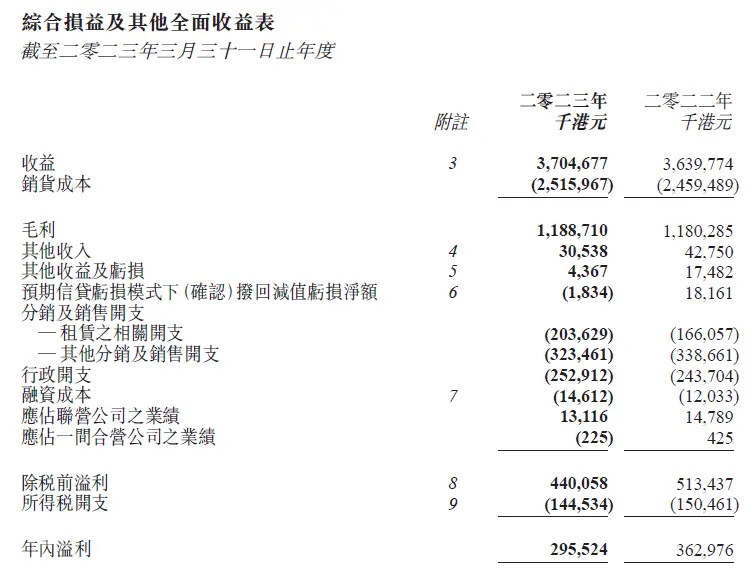 綜合損益及其他全面收益表
截至二零二三年三月三十一日止年度
二零二三年 二零二二年
附註 千港元 千港元
收益 3 3,704,677 3,639,774
銷貨成本 (2,515,967) (2,459,489)
毛利 1,188,710 1,180,285
其他收入 4 30,538 42,750
其他收益及虧損 5 4,367 17,482
預期信貸虧損模式下(確認)撥回減值虧損淨額 6 (1,834) 18,161
分銷及銷售開支
—租賃之相關開支 (203,629) (166,057)
—其他分銷及銷售開支 (323,461) (338,661)
行政開支 (252,912) (243,704)
融資成本 7 (14,612) (12,033)
應佔聯營公司之業績 13,116 14,789
應佔一間合營公司之業績 (225) 425
除稅前溢利 8 440,058 513,437
所得稅開支 9 (144,534) (150,461)
年內溢利 295,524 362,976